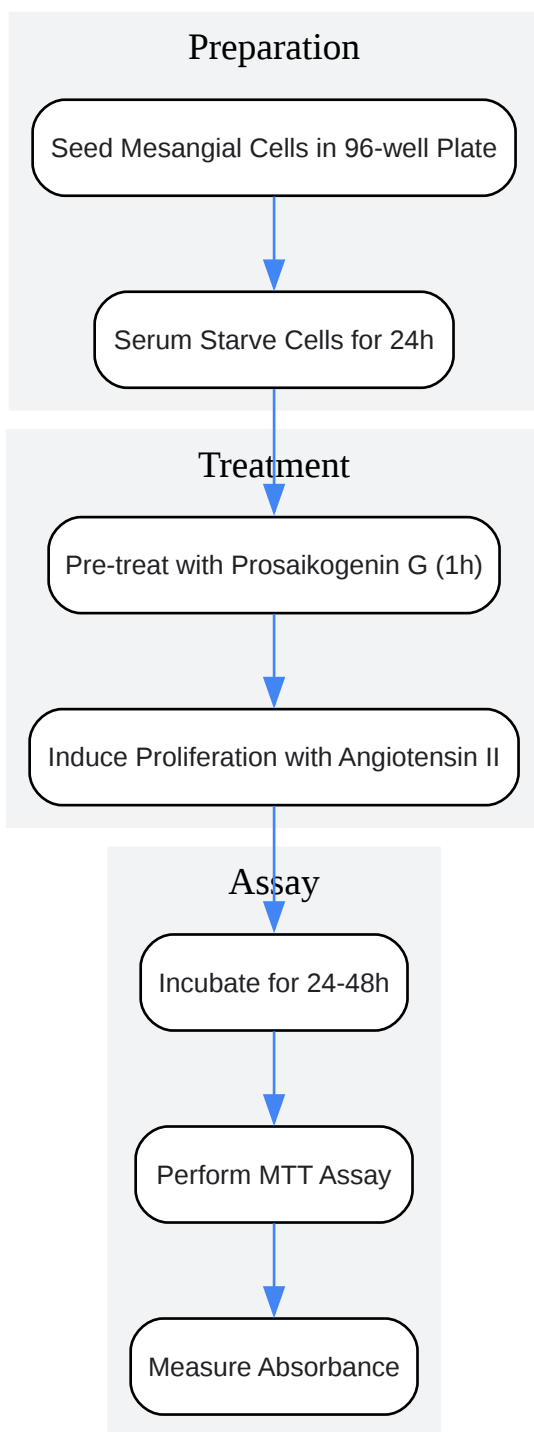 Preparation
Seed Mesangial Cells in 96-well Plate
Serum Starve Cells for 24h
Treatment
Pre-treat with Prosaikogenin G (1h)
Induce Proliferation with Angiotensin II
Assay
Incubate for 24-48h
Perform MTT Assay
Measure Absorbance